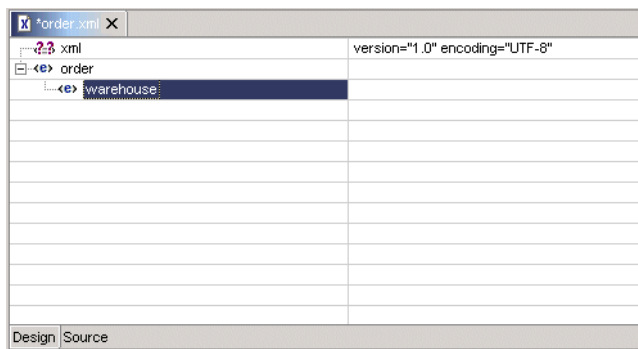 *order.xml
?=? xml version="1.0" encoding="UTF-8"
<e> order
<e> warehouse
Design Source